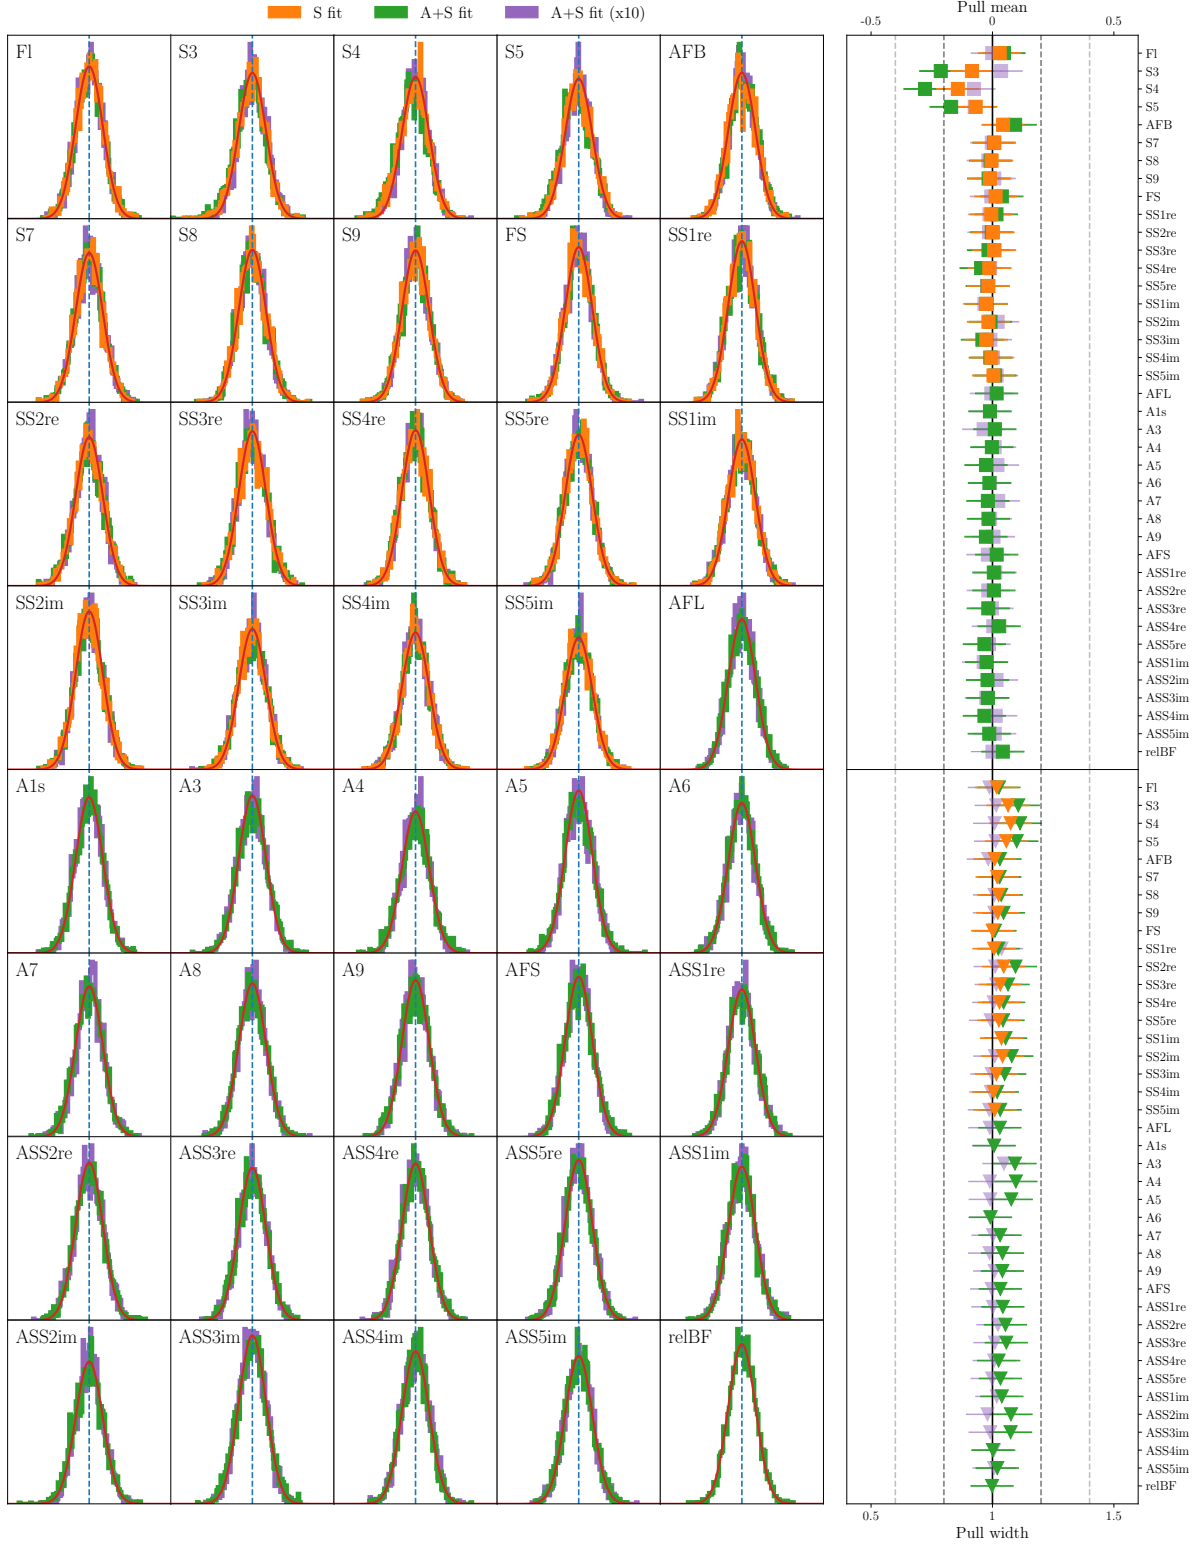 S fit A+S fit A+S fit (x10)
Fl S3 S4 S5 AFB
S7 S8 S9 FS SS1re
SS2re SS3re SS4re SS5re SS1im
SS2im SS3im SS4im SS5im AFL
A1s A3 A4 A5 A6
A7 A8 A9 AFS ASS1re
ASS2re ASS3re ASS4re ASS5re ASS1im
ASS2im ASS3im ASS4im ASS5im relBF
Pull mean
-0.5 0 0.5
Fl
S3
S4
S5
AFB
S7
S8
S9
FS
SS1re
SS2re
SS3re
SS4re
SS5re
SS1im
SS2im
SS3im
SS4im
SS5im
AFL
A1s
A3
A4
A5
A6
A7
A8
A9
AFS
ASS1re
ASS2re
ASS3re
ASS4re
ASS5re
ASS1im
ASS2im
ASS3im
ASS4im
ASS5im
relBF
Fl
S3
S4
S5
AFB
S7
S8
S9
FS
SS1re
SS2re
SS3re
SS4re
SS5re
SS1im
SS2im
SS3im
SS4im
SS5im
AFL
A1s
A3
A4
A5
A6
A7
A8
A9
AFS
ASS1re
ASS2re
ASS3re
ASS4re
ASS5re
ASS1im
ASS2im
ASS3im
ASS4im
ASS5im
relBF
0.5 1 1.5
Pull width